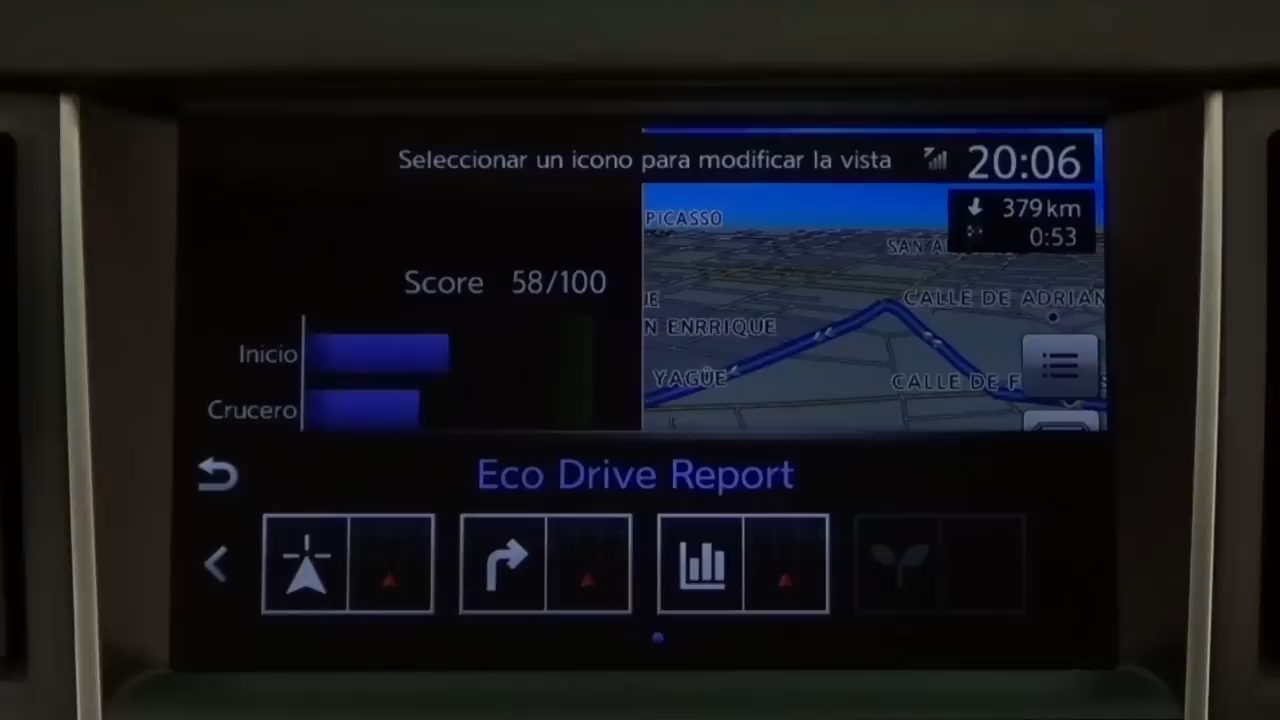 Seleccionar un icono para modificar la vista
20:06
379km
0:53
PICASSO
Score 58/100
CALLE DE ADRIAN
N ENRRIQUE
Inicio
YAGÜE
CALLE DE F
Crucero
Eco Drive Report